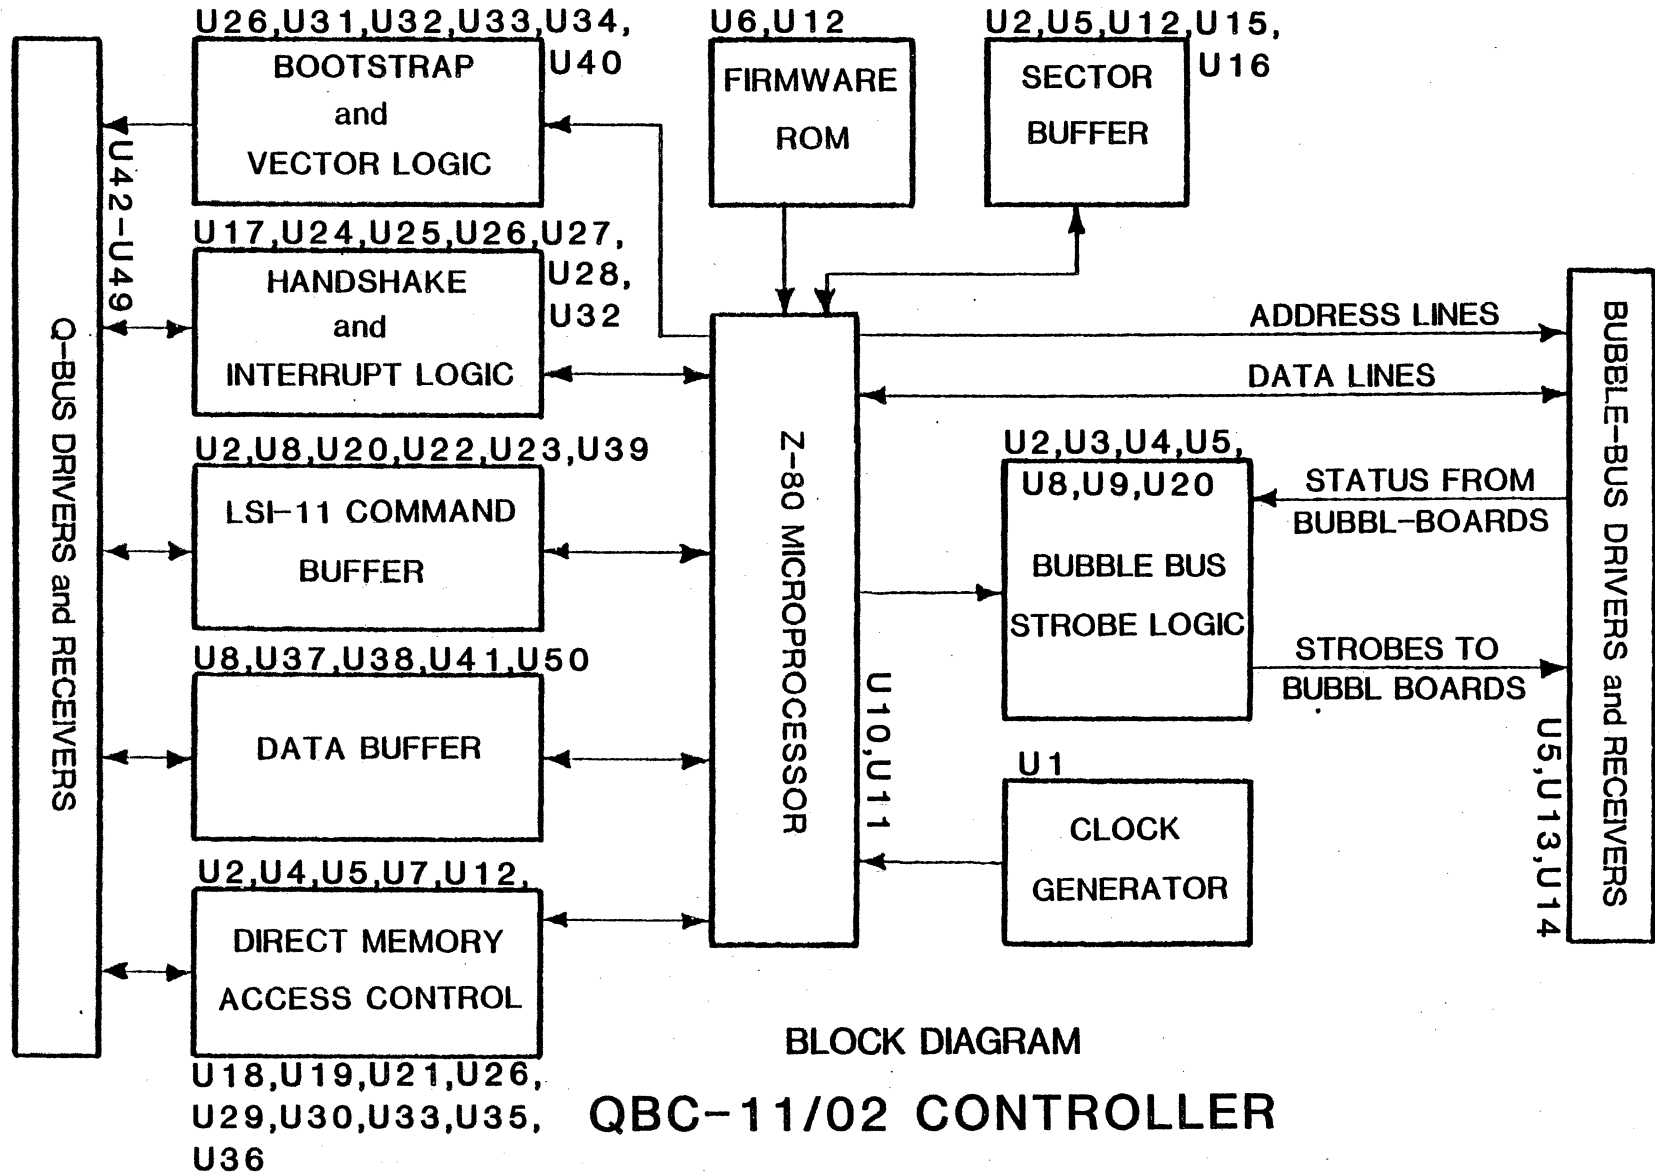 U26,U31,U32,U33,U34,
U40
BOOTSTRAP
and
VECTOR LOGIC
U6,U12
FIRMWARE
ROM
U2,U5,U12,U15,
U16
SECTOR
BUFFER
U42-U49
Q-BUS DRIVERS and RECEIVERS
U17,U24,U25,U26,U27,
U28,
U32
HANDSHAKE
and
INTERRUPT LOGIC
U2,U8,U20,U22,U23,U39
LSI-11 COMMAND
BUFFER
U8,U37,U38,U41,U50
DATA BUFFER
U2,U4,U5,U7,U12,
DIRECT MEMORY
ACCESS CONTROL
U18,U19,U21,U26,
U29,U30,U33,U35,
U36
Z-80 MICROPROCESSOR
U10,U11
ADDRESS LINES
DATA LINES
U2,U3,U4,U5,
U8,U9,U20
BUBBLE BUS
STROBE LOGIC
STATUS FROM
BUBBL-BOARDS
STROBES TO
BUBBL BOARDS
U1
CLOCK
GENERATOR
BUBBLE-BUS DRIVERS and RECEIVERS
U5,U13,U14
BLOCK DIAGRAM
QBC-11/02 CONTROLLER